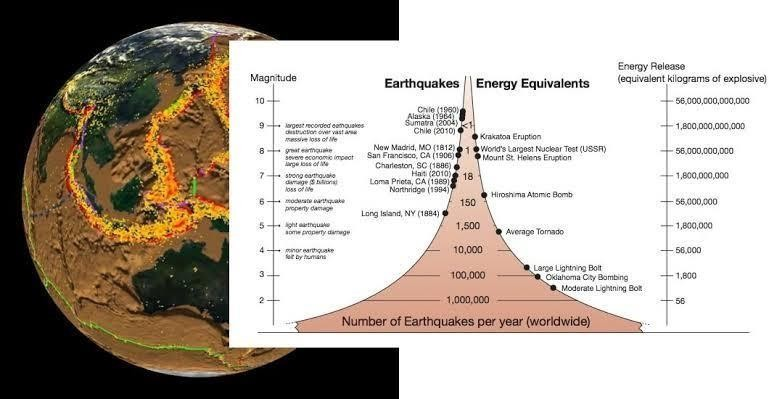 Magnitude
Earthquakes
Energy Equivalents
Energy Release
(equivalent kilograms of explosive)
10
56,000,000,000,000
Chile (1960)
Alaska (1964)
Sumatra (2004)
<1
9
largest recorded earthquakes
destruction over vast area
massive loss of life
Chile (2010)
Krakatoa Eruption
1,800,000,000,000
8
great earthquake
severe economic impact
large loss of life
New Madrid, MO (1812)
San Francisco, CA (1906)
1
World's Largest Nuclear Test (USSR)
Mount St. Helens Eruption
56,000,000,000
7
strong earthquake
damage ($ billions)
loss of life
Charleston, SC (1886)
Haiti (2010)
Loma Prieta, CA (1989)
Northridge (1994)
18
1,800,000,000
6
moderate earthquake
property damage
150
Hiroshima Atomic Bomb
56,000,000
Long Island, NY (1884)
5
light earthquake
some property damage
1,500
Average Tornado
1,800,000
4
minor earthquake
felt by humans
10,000
56,000
Large Lightning Bolt
3
100,000
Oklahoma City Bombing
1,800
Moderate Lightning Bolt
2
1,000,000
56
Number of Earthquakes per year (worldwide)